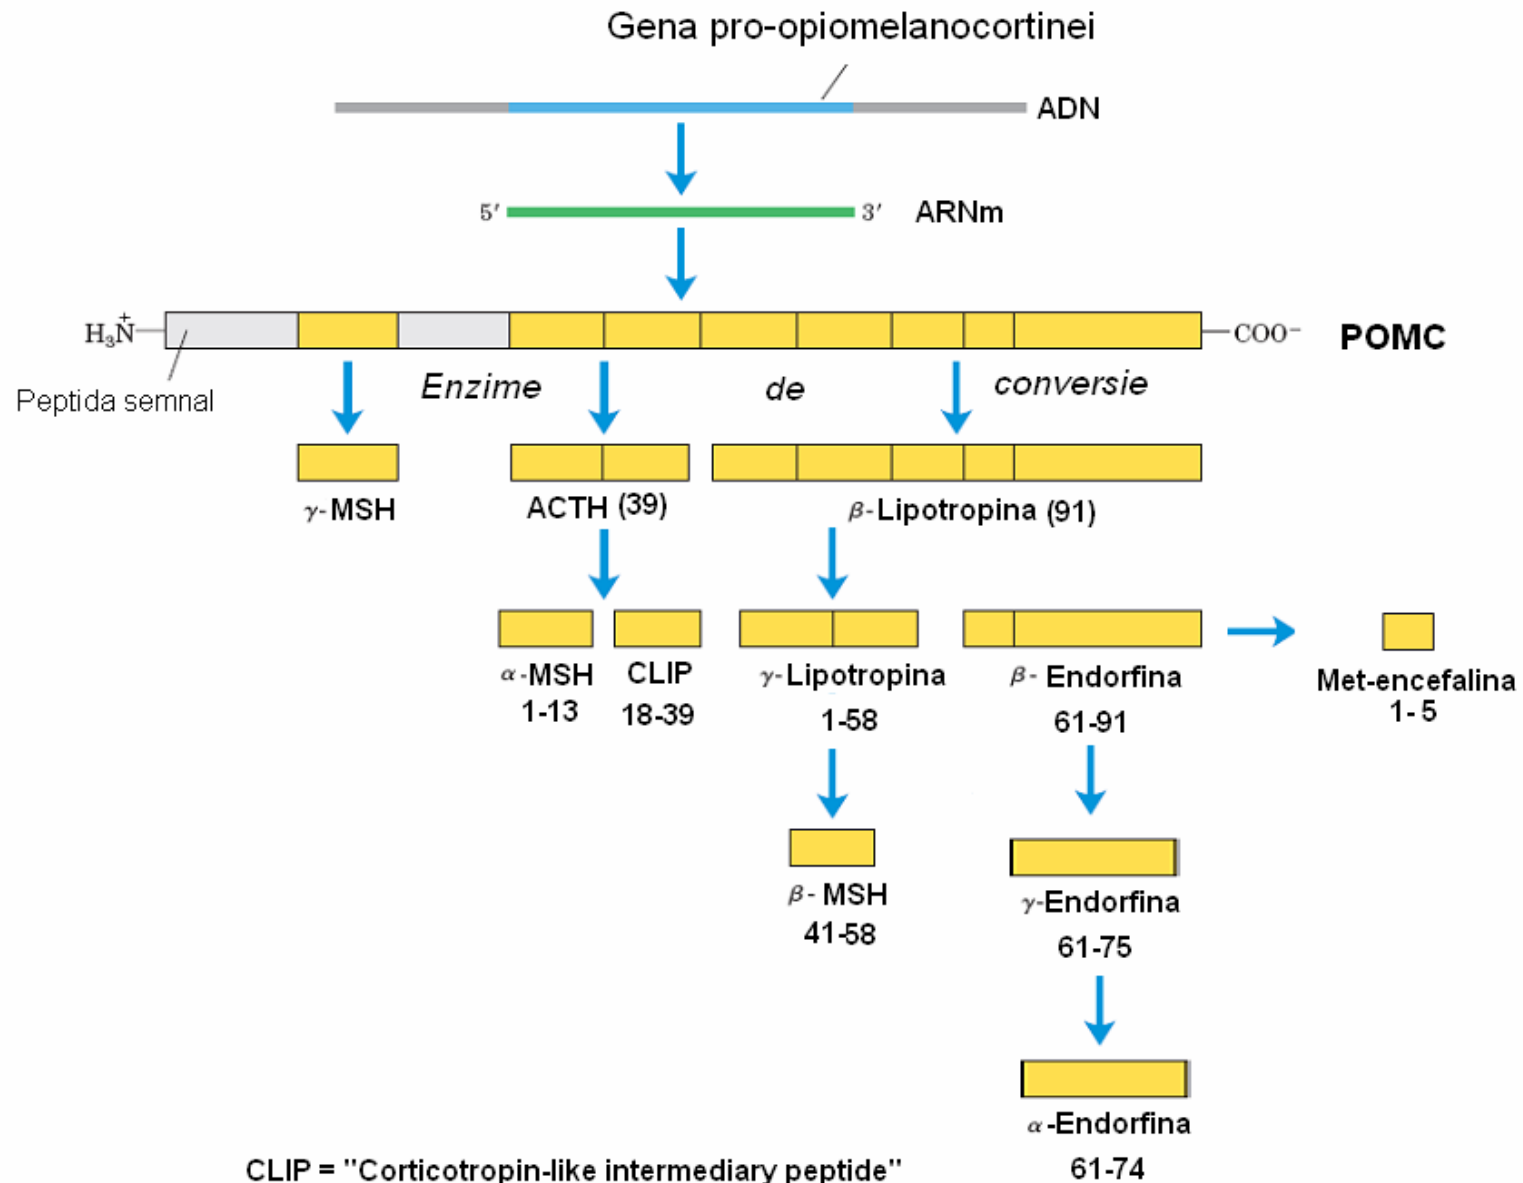 Gena pro-opiomelanocortinei
ADN
5′ 3′ ARNm
H₃N⁺ COO⁻ POMC
Peptida semnal
Enzime de conversie
γ-MSH ACTH (39) β-Lipotropina (91)
α-MSH CLIP γ-Lipotropina β- Endorfina Met-encefalina
1-13 18-39 1-58 61-91 1-5
β- MSH γ-Endorfina
41-58 61-75
α-Endorfina
61-74
CLIP = "Corticotropin-like intermediary peptide"